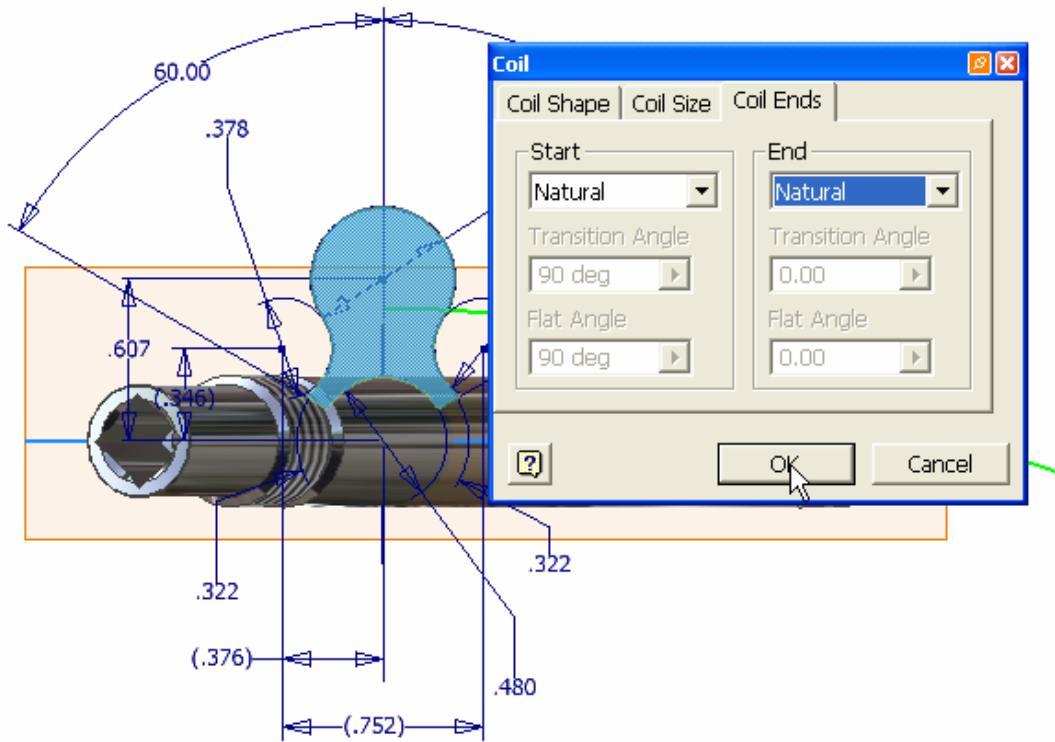 60.00
.378
.607
(.346)
.322
.322
(.376)
.480
(.752)
Coil
Coil Shape
Coil Size
Coil Ends
Start
End
Natural
Natural
Transition Angle
Transition Angle
90 deg
0.00
Flat Angle
Flat Angle
90 deg
0.00
?
OK
Cancel